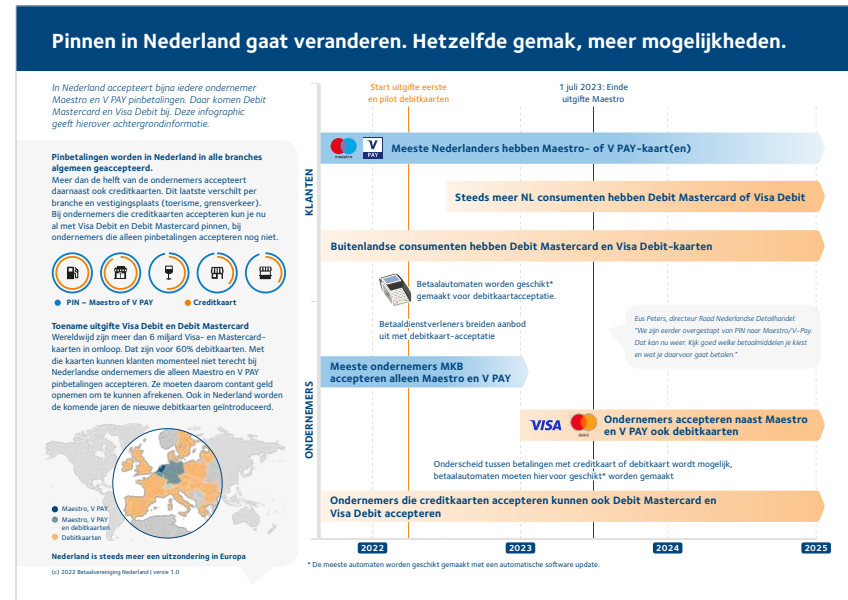 Pinnen in Nederland gaat veranderen. Hetzelfde gemak, meer mogelijkheden.
In Nederland accepteert bijna iedere ondernemer
Maestro en V PAY pinbetalingen. Daar komen Debit
Mastercard en Visa Debit bij. Deze infographic
geeft hierover achtergrondinformatie.
Pinbetalingen worden in Nederland in alle branches
algemeen geaccepteerd.
Meer dan de helft van de ondernemers accepteert
daarnaast ook creditkaarten. Dit laatste verschilt per
branche en vestigingsplaats (toerisme, grensverkeer).
Bij ondernemers die creditkaarten accepteren kun je nu
al met Visa Debit en Debit Mastercard pinnen, bij
ondernemers die alleen pinbetalingen accepteren nog niet.
PIN – Maestro of V PAY
Creditkaart
Toename uitgifte Visa Debit en Debit Mastercard
Wereldwijd zijn meer dan 6 miljard Visa- en Mastercard-
kaarten in omloop. Dat zijn voor 60% debitkaarten. Met
die kaarten kunnen klanten momenteel niet terecht bij
Nederlandse ondernemers die alleen Maestro en V PAY
pinbetalingen accepteren. Ze moeten daarom contant geld
opnemen om te kunnen afrekenen. Ook in Nederland worden
de komende jaren de nieuwe debitkaarten geïntroduceerd.
Maestro, V PAY
Maestro, V PAY
en debitkaarten
Debitkaarten
Nederland is steeds meer een uitzondering in Europa
(c) 2022 Betaalvereniging Nederland | versie 1.0
Start uitgifte eerste
en pilot debitkaarten
1 juli 2023: Einde
uitgifte Maestro
KLANTEN
maestro
V
PAY
Meeste Nederlanders hebben Maestro- of V PAY-kaart(en)
Steeds meer NL consumenten hebben Debit Mastercard of Visa Debit
Buitenlandse consumenten hebben Debit Mastercard en Visa Debit-kaarten
Betaalautomaten worden geschikt*
gemaakt voor debitkaartacceptatie.
Betaaldienstverleners breiden aanbod
uit met debitkaart-acceptatie
Eus Peters, directeur Raad Nederlandse Detailhandel:
"We zijn eerder overgestapt van PIN naar Maestro/V-Pay.
Dat kan nu weer. Kijk goed welke betaalmiddelen je kiest
en wat je daarvoor gaat betalen."
ONDERNEMERS
Meeste ondernemers MKB
accepteren alleen Maestro en V PAY
VISA
Ondernemers accepteren naast Maestro
en V PAY ook debitkaarten
Onderscheid tussen betalingen met creditkaart of debitkaart wordt mogelijk,
betaalautomaten moeten hiervoor geschikt* worden gemaakt
Ondernemers die creditkaarten accepteren kunnen ook Debit Mastercard en
Visa Debit accepteren
2022
2023
2024
2025
* De meeste automaten worden geschikt gemaakt met een automatische software update.